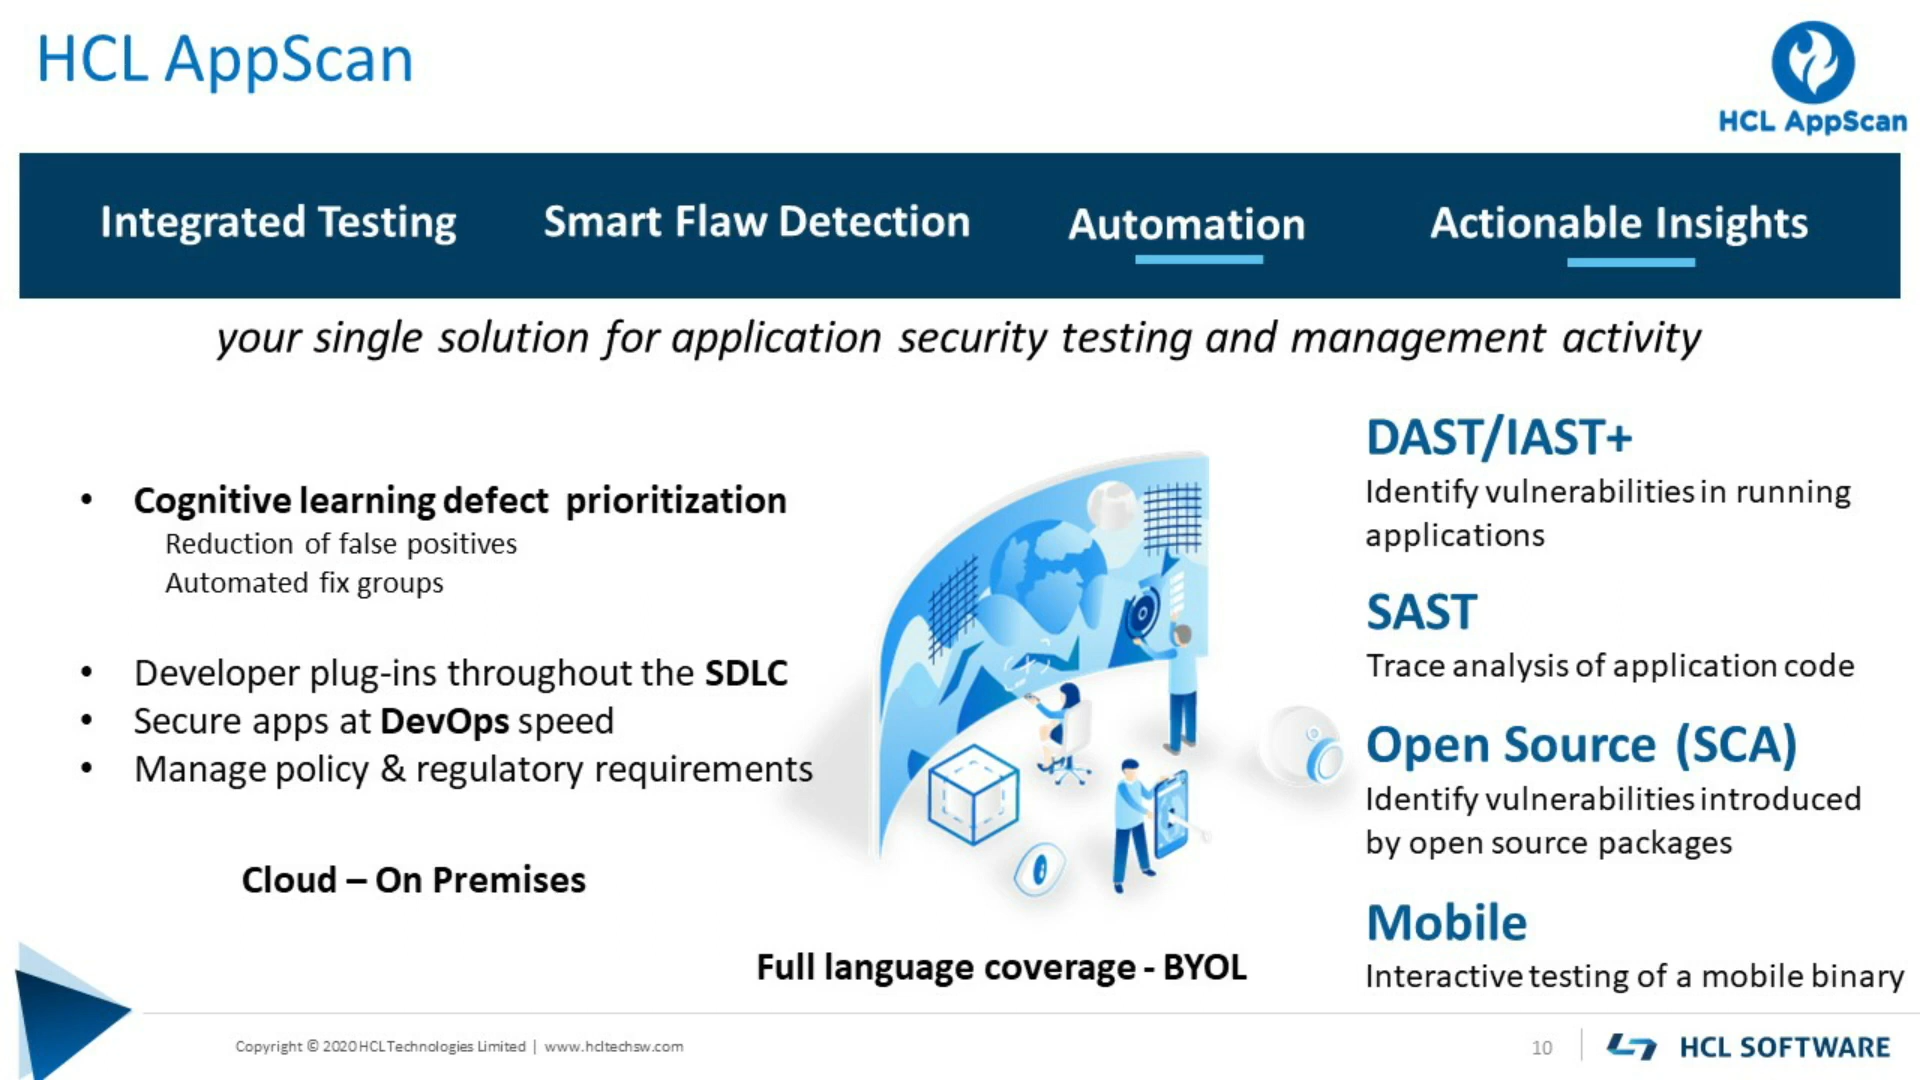 HCL AppScan
HCL AppScan
Integrated Testing
Smart Flaw Detection
Automation
Actionable Insights
your single solution for application security testing and management activity
• Cognitive learning defect prioritization
Reduction of false positives
Automated fix groups
• Developer plug-ins throughout the SDLC
• Secure apps at DevOps speed
• Manage policy & regulatory requirements
Cloud – On Premises
Full language coverage - BYOL
DAST/IAST+
Identify vulnerabilities in running
applications
SAST
Trace analysis of application code
Open Source (SCA)
Identify vulnerabilities introduced
by open source packages
Mobile
Interactive testing of a mobile binary
Copyright © 2020 HCL Technologies Limited | www.hcltechsw.com
10
HCL SOFTWARE